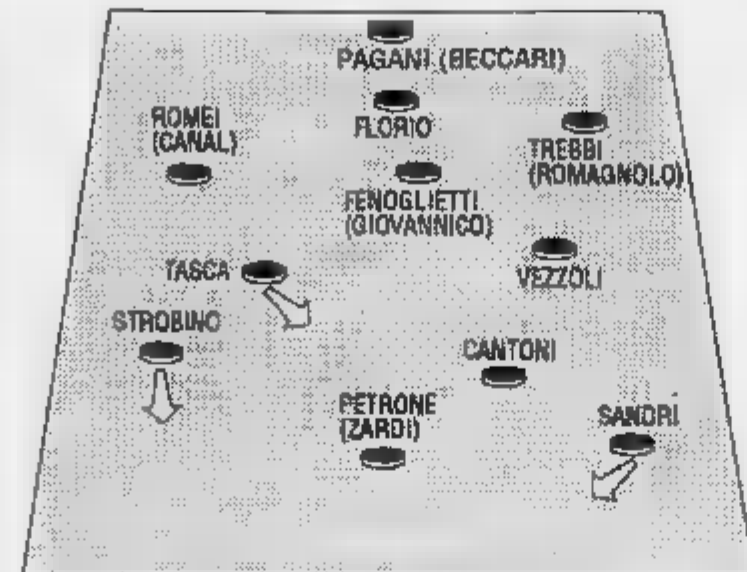 PAGANI (BECCARI)
FLORIO
ROMEI
(CANAL)
TREBBI
(ROMAGNOLO)
FENOGLIETTI
(GIOVANNICO)
TASCA
VEZZOLI
STROBINO
CANTONI
PETRONE
(ZARDI)
SANDRI